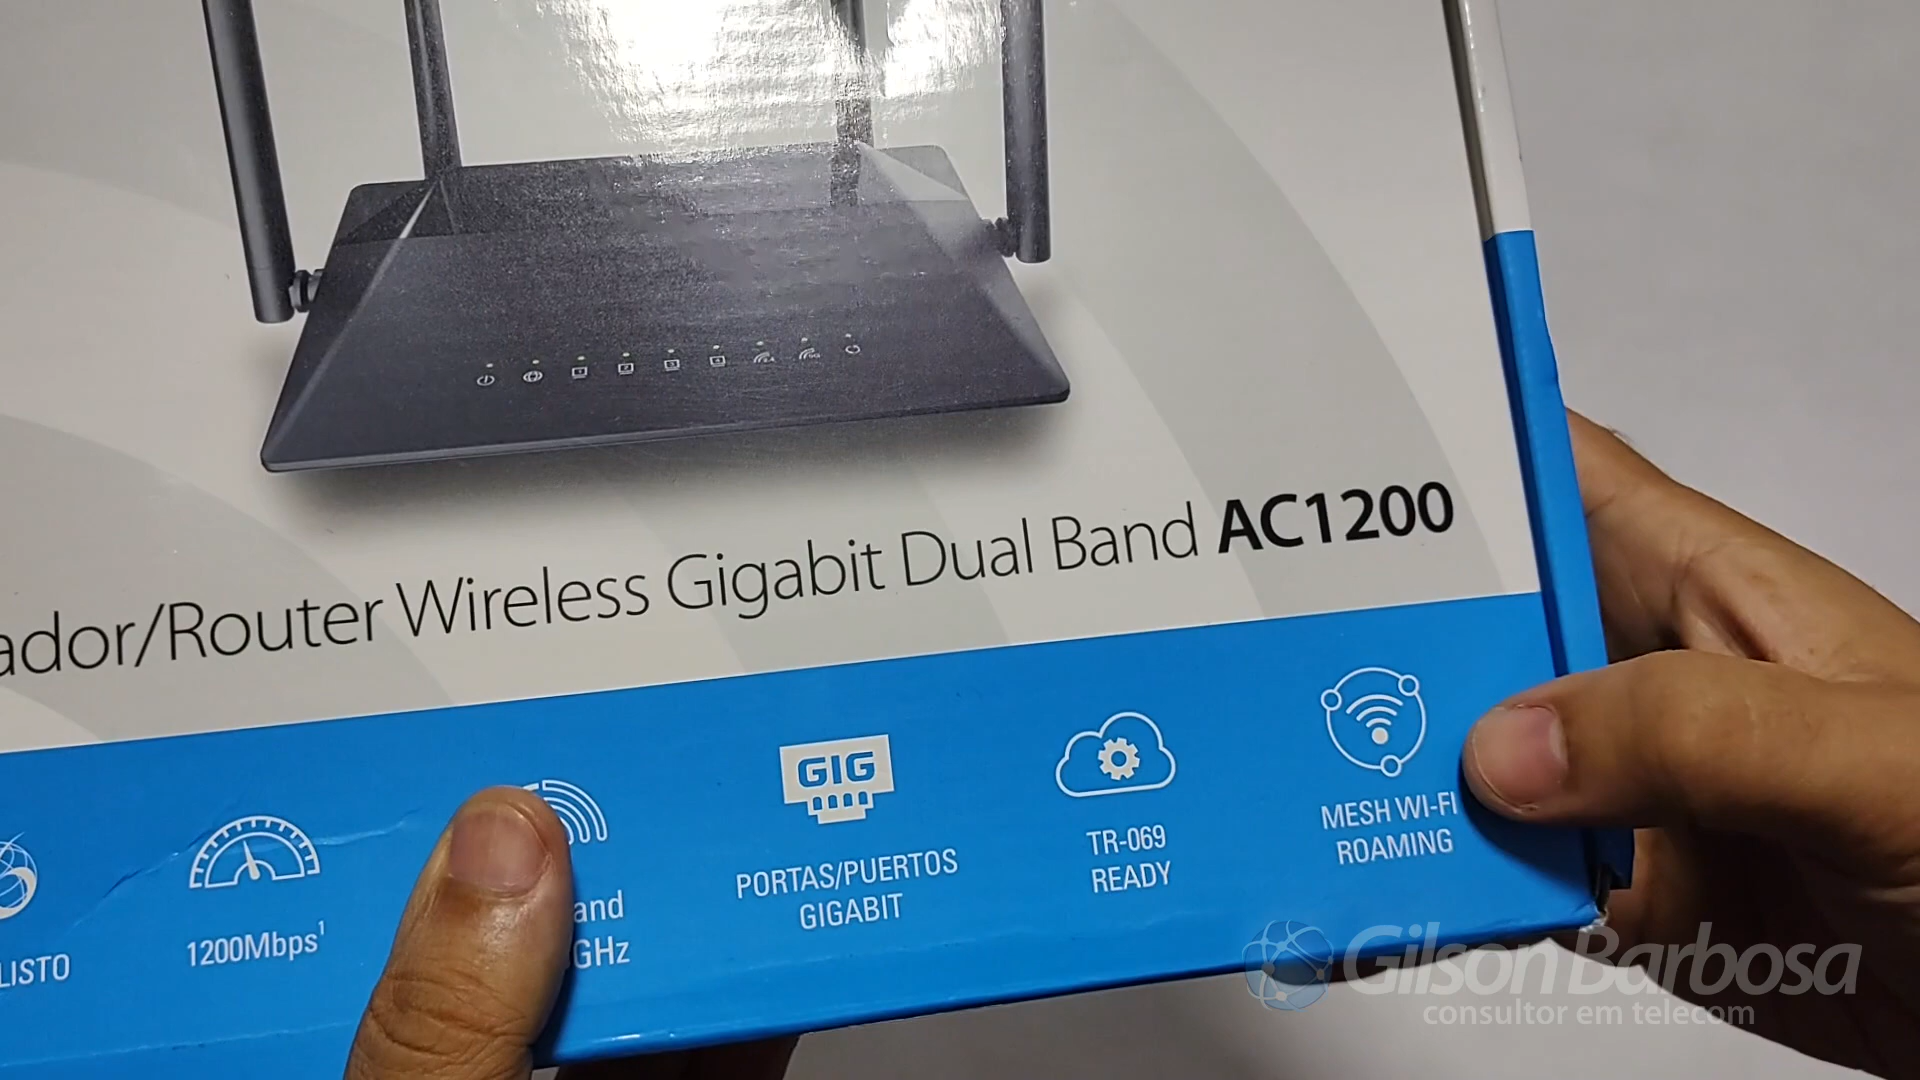 ador/Router Wireless Gigabit Dual Band AC1200
LISTO
1200Mbps¹
and
GHz
GIG
PORTAS/PUERTOS
GIGABIT
TR-069
READY
MESH WI-FI
ROAMING
Gilson Barbosa
consultor em telecom